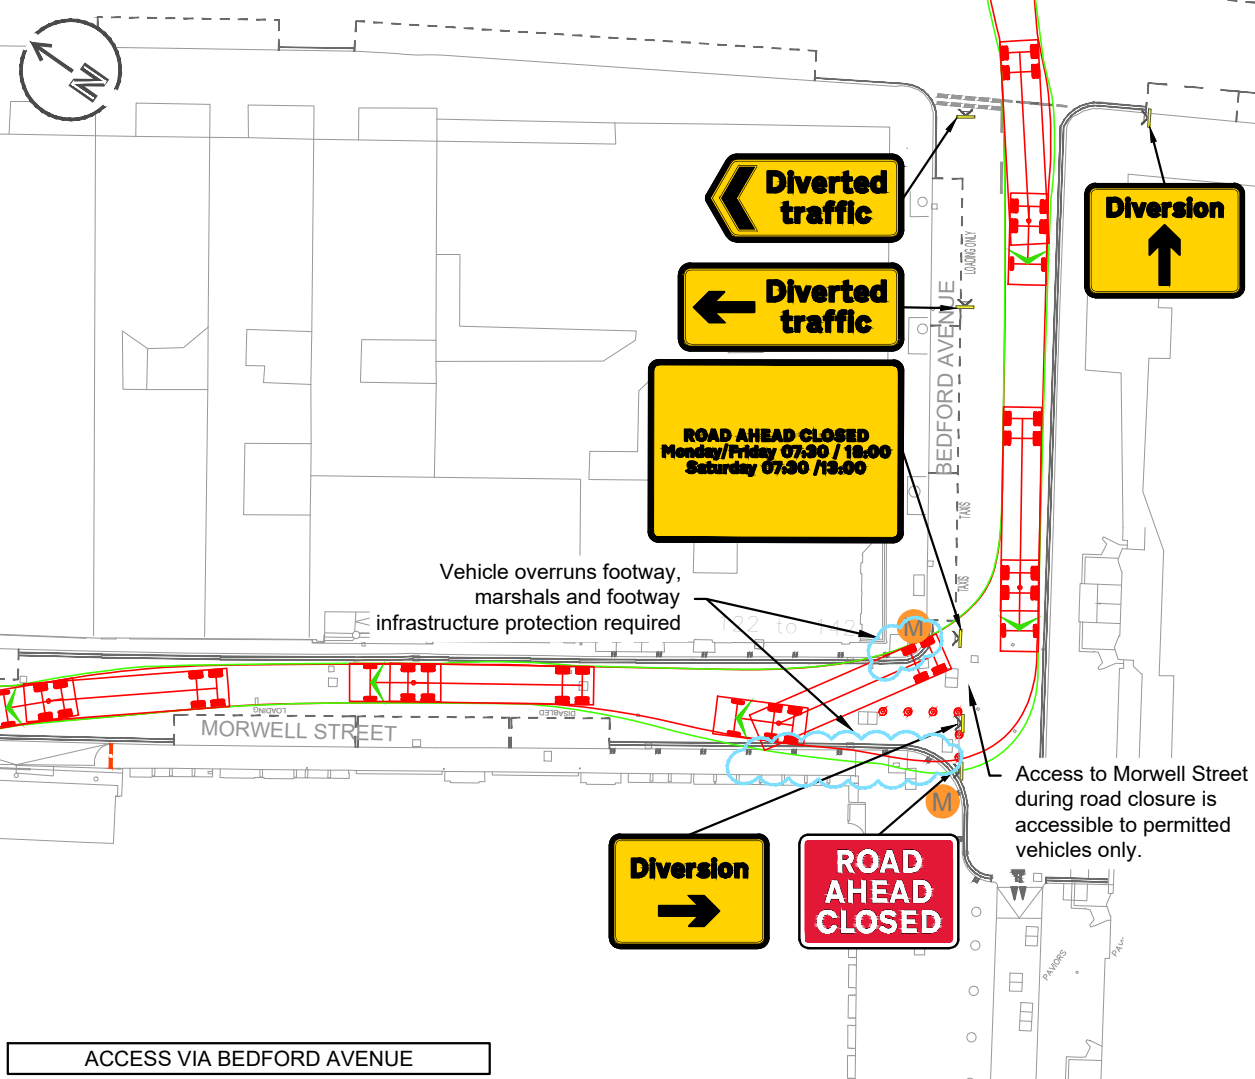 N
Diverted
traffic
Diversion
Diverted
traffic
LOADING ONLY
BEDFORD AVENUE
ROAD AHEAD CLOSED
Monday/Friday 07:30 / 18:00
Saturday 07:30 /13:00
TAXIS
TAXIS
Vehicle overruns footway,
marshals and footway
infrastructure protection required
122 to 142
M
LOADING
DISABLED
MORWELL STREET
M
Access to Morwell Street
during road closure is
accessible to permitted
vehicles only.
Diversion
ROAD
AHEAD
CLOSED
PAVIORS
ACCESS VIA BEDFORD AVENUE